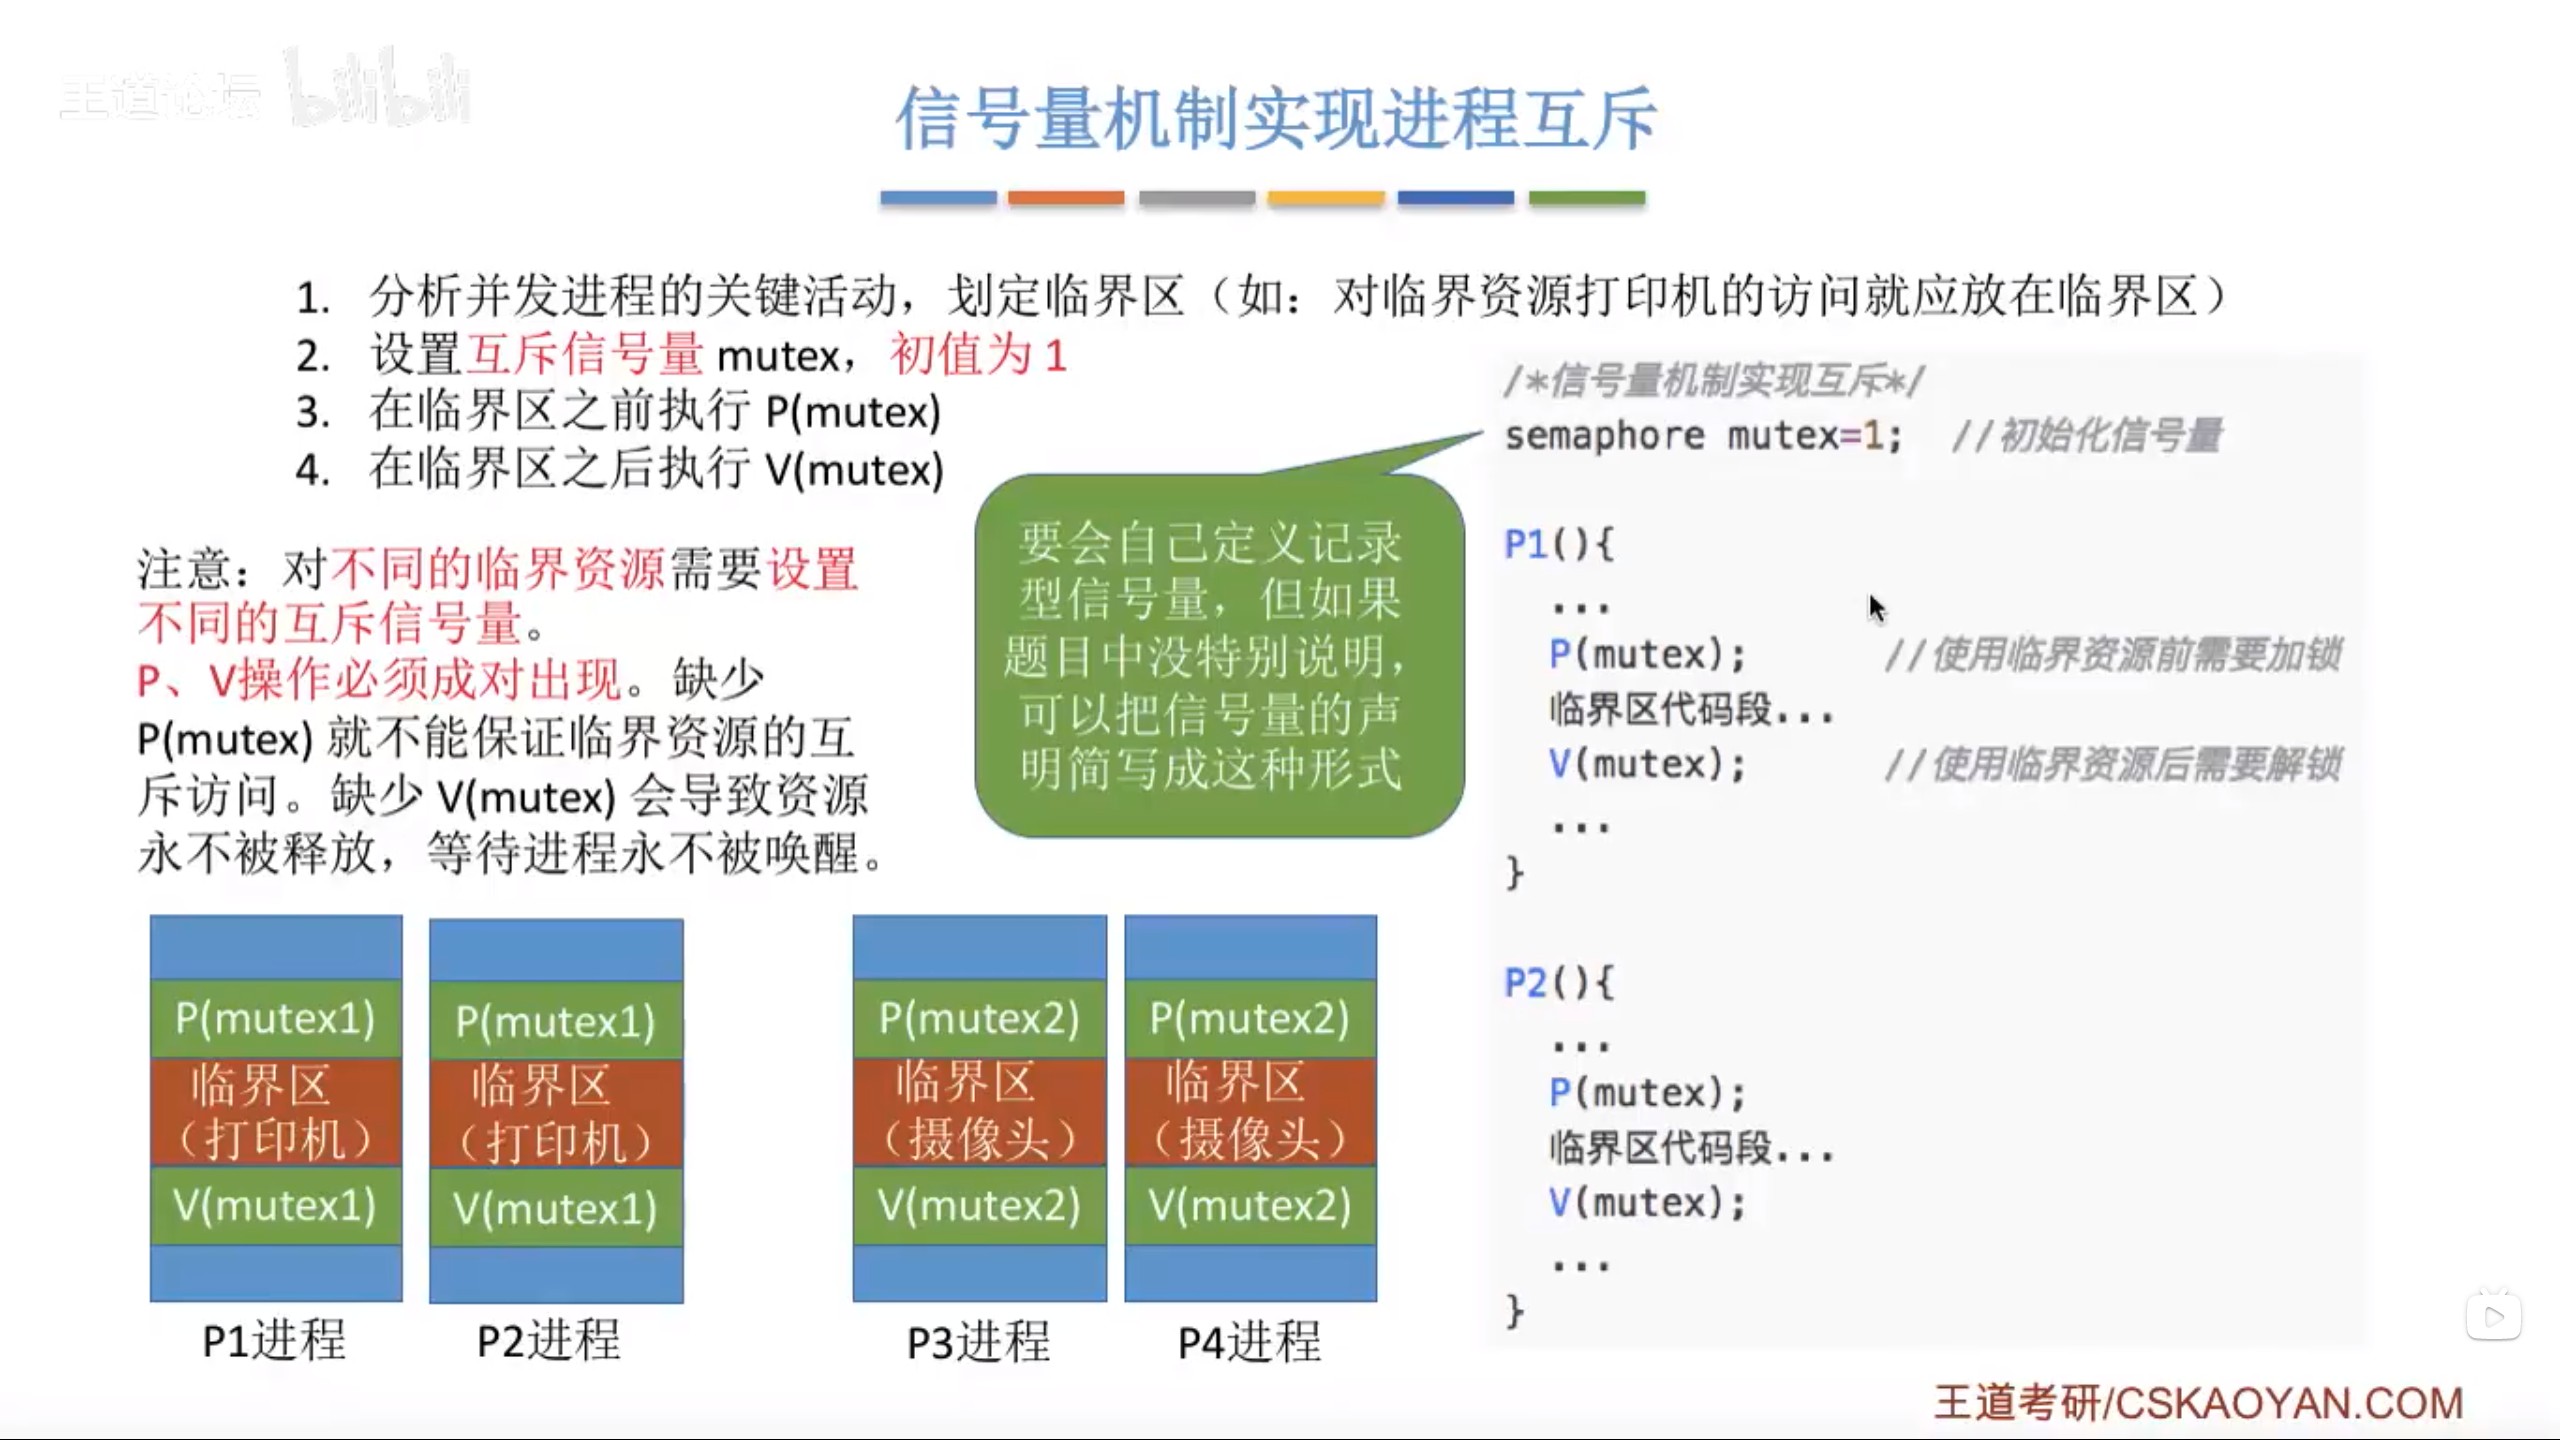 王道论坛 bilibili
信号量机制实现进程互斥
1. 分析并发进程的关键活动，划定临界区（如：对临界资源打印机的访问就应放在临界区）
2. 设置互斥信号量 mutex，初值为 1
3. 在临界区之前执行 P(mutex)
4. 在临界区之后执行 V(mutex)
注意：对不同的临界资源需要设置
不同的互斥信号量。
P、V操作必须成对出现。缺少
P(mutex) 就不能保证临界资源的互
斥访问。缺少 V(mutex) 会导致资源
永不被释放，等待进程永不被唤醒。
要会自己定义记录
型信号量，但如果
题目中没特别说明，
可以把信号量的声
明简写成这种形式
/*信号量机制实现互斥*/
semaphore mutex=1; //初始化信号量
P1(){
...
P(mutex); //使用临界资源前需要加锁
临界区代码段...
V(mutex); //使用临界资源后需要解锁
...
}
P2(){
...
P(mutex);
临界区代码段...
V(mutex);
...
}
P(mutex1)
临界区
（打印机）
V(mutex1)
P1进程
P(mutex1)
临界区
（打印机）
V(mutex1)
P2进程
P(mutex2)
临界区
（摄像头）
V(mutex2)
P3进程
P(mutex2)
临界区
（摄像头）
V(mutex2)
P4进程
王道考研/CSKAOYAN.COM